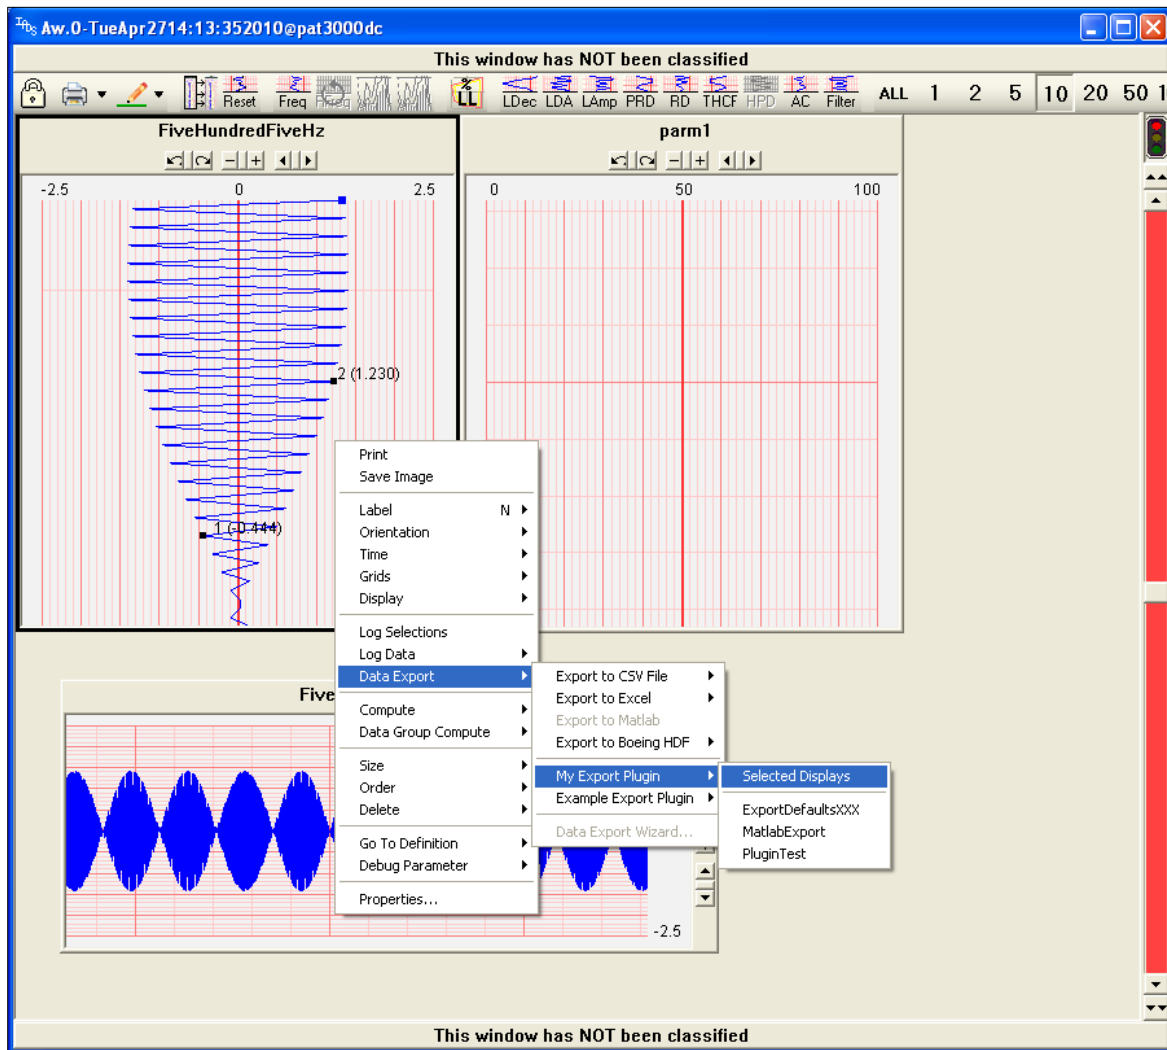 IADS Aw.0-TueApr2714:13:352010@pat3000dc
This window has NOT been classified
Reset Freq LL LDec LDA LAmp PRD RD THCF HPD AC Filter ALL 1 2 5 10 20 50 1
FiveHundredFiveHz
parm1
-2.5 0 2.5
0 50 100
2 (1.230)
1 (-0.444)
Print
Save Image
Label N
Orientation
Time
Grids
Display
Log Selections
Log Data
Data Export
Compute
Data Group Compute
Size
Order
Delete
Go To Definition
Debug Parameter
Properties...
Export to CSV File
Export to Excel
Export to Matlab
Export to Boeing HDF
My Export Plugin
Example Export Plugin
Data Export Wizard...
Selected Displays
ExportDefaultsXXX
MatlabExport
PluginTest
Five
-2.5
This window has NOT been classified